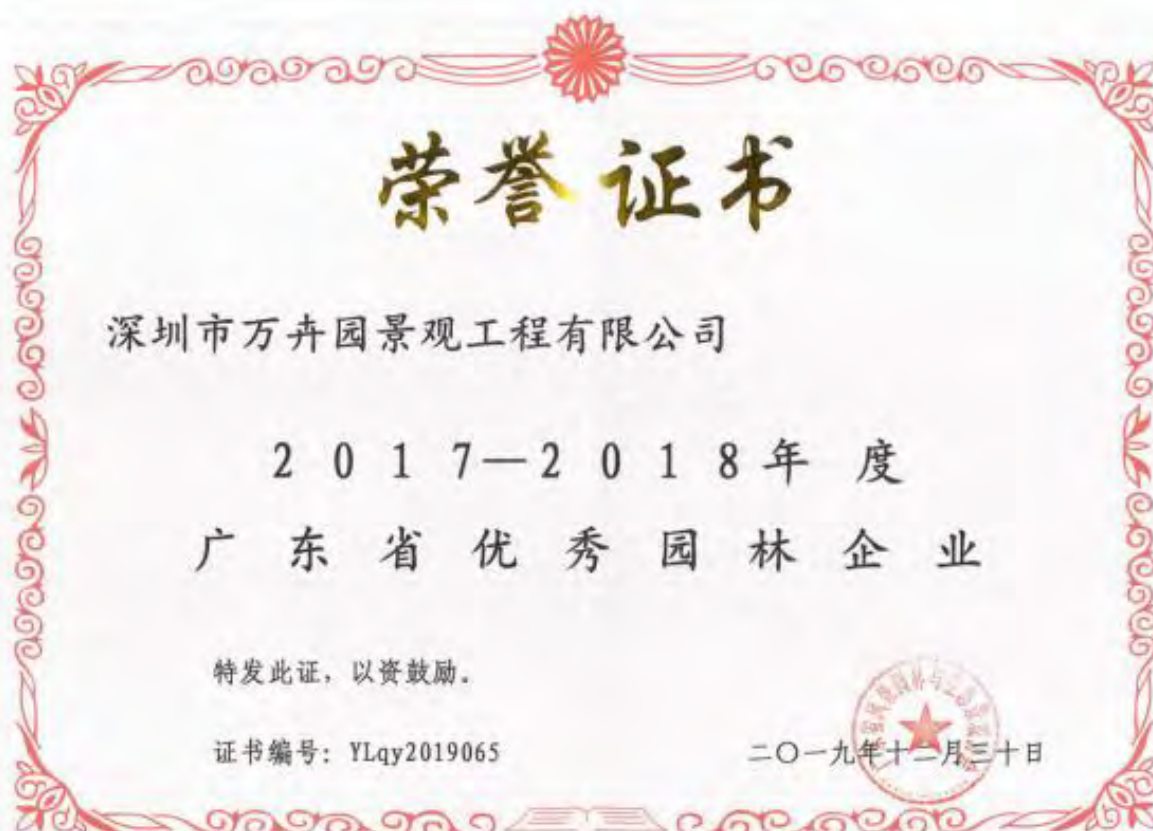 荣誉证书
深圳市万卉园景观工程有限公司
2017—2018年度
广东省优秀园林企业
特发此证，以资鼓励。
证书编号：YLqy2019065
二〇一九年十二月三十日